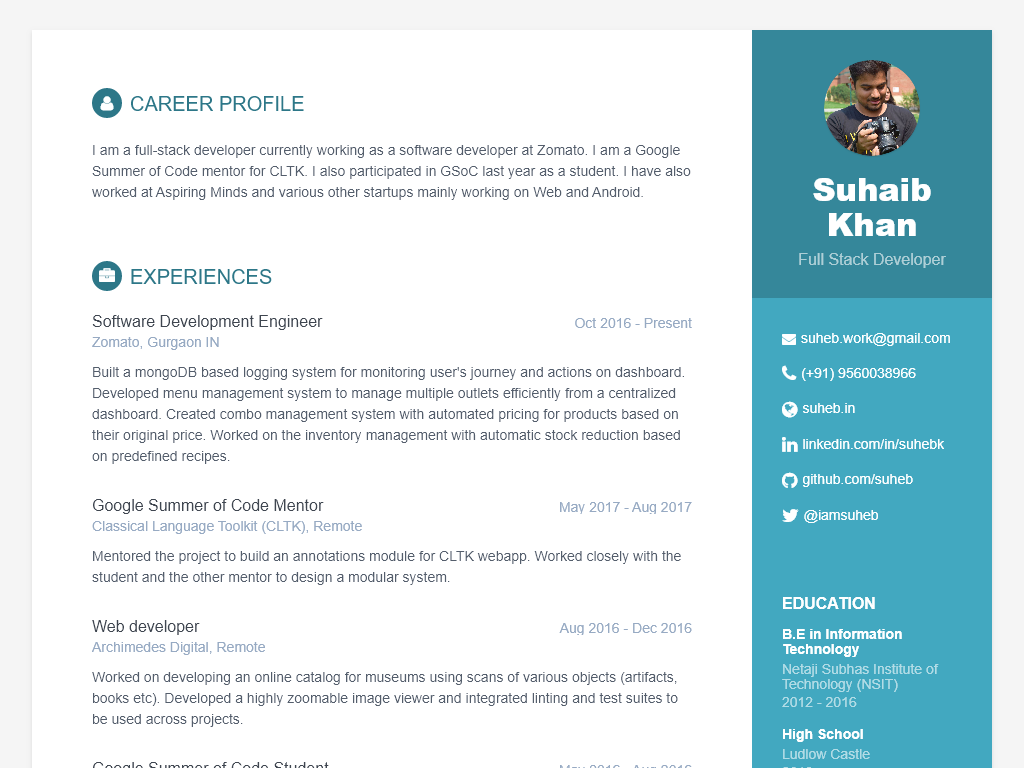 CAREER PROFILE
I am a full-stack developer currently working as a software developer at Zomato. I am a Google
Summer of Code mentor for CLTK. I also participated in GSoC last year as a student. I have also
worked at Aspiring Minds and various other startups mainly working on Web and Android.
EXPERIENCES
Software Development Engineer
Oct 2016 - Present
Zomato, Gurgaon IN
Built a mongoDB based logging system for monitoring user's journey and actions on dashboard.
Developed menu management system to manage multiple outlets efficiently from a centralized
dashboard. Created combo management system with automated pricing for products based on
their original price. Worked on the inventory management with automatic stock reduction based
on predefined recipes.
Google Summer of Code Mentor
May 2017 - Aug 2017
Classical Language Toolkit (CLTK), Remote
Mentored the project to build an annotations module for CLTK webapp. Worked closely with the
student and the other mentor to design a modular system.
Web developer
Aug 2016 - Dec 2016
Archimedes Digital, Remote
Worked on developing an online catalog for museums using scans of various objects (artifacts,
books etc). Developed a highly zoomable image viewer and integrated linting and test suites to
be used across projects.
Google Summer of Code Student
May 2016 - Aug 2016
Suhaib
Khan
Full Stack Developer
suheb.work@gmail.com
(+91) 9560038966
suheb.in
linkedin.com/in/suhebk
github.com/suheb
@iamsuheb
EDUCATION
B.E in Information
Technology
Netaji Subhas Institute of
Technology (NSIT)
2012 - 2016
High School
Ludlow Castle